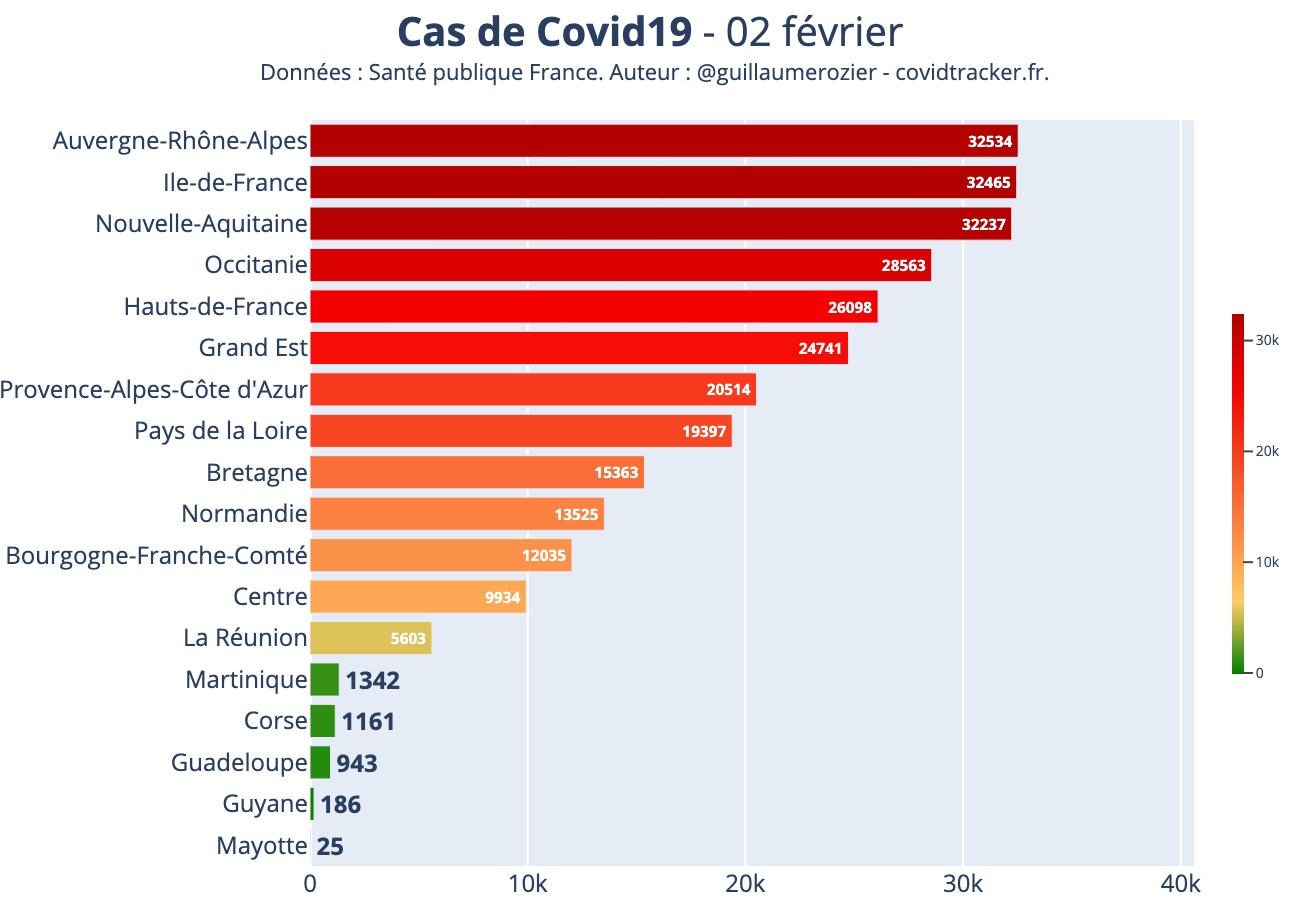 Cas de Covid19 - 02 février
Données : Santé publique France. Auteur : @guillaumerozier - covidtracker.fr.
Auvergne-Rhône-Alpes 32534
Ile-de-France 32465
Nouvelle-Aquitaine 32237
Occitanie 28563
Hauts-de-France 26098
Grand Est 24741
Provence-Alpes-Côte d'Azur 20514
Pays de la Loire 19397
Bretagne 15363
Normandie 13525
Bourgogne-Franche-Comté 12035
Centre 9934
La Réunion 5603
Martinique 1342
Corse 1161
Guadeloupe 943
Guyane 186
Mayotte 25
0 10k 20k 30k 40k
30k
20k
10k
0